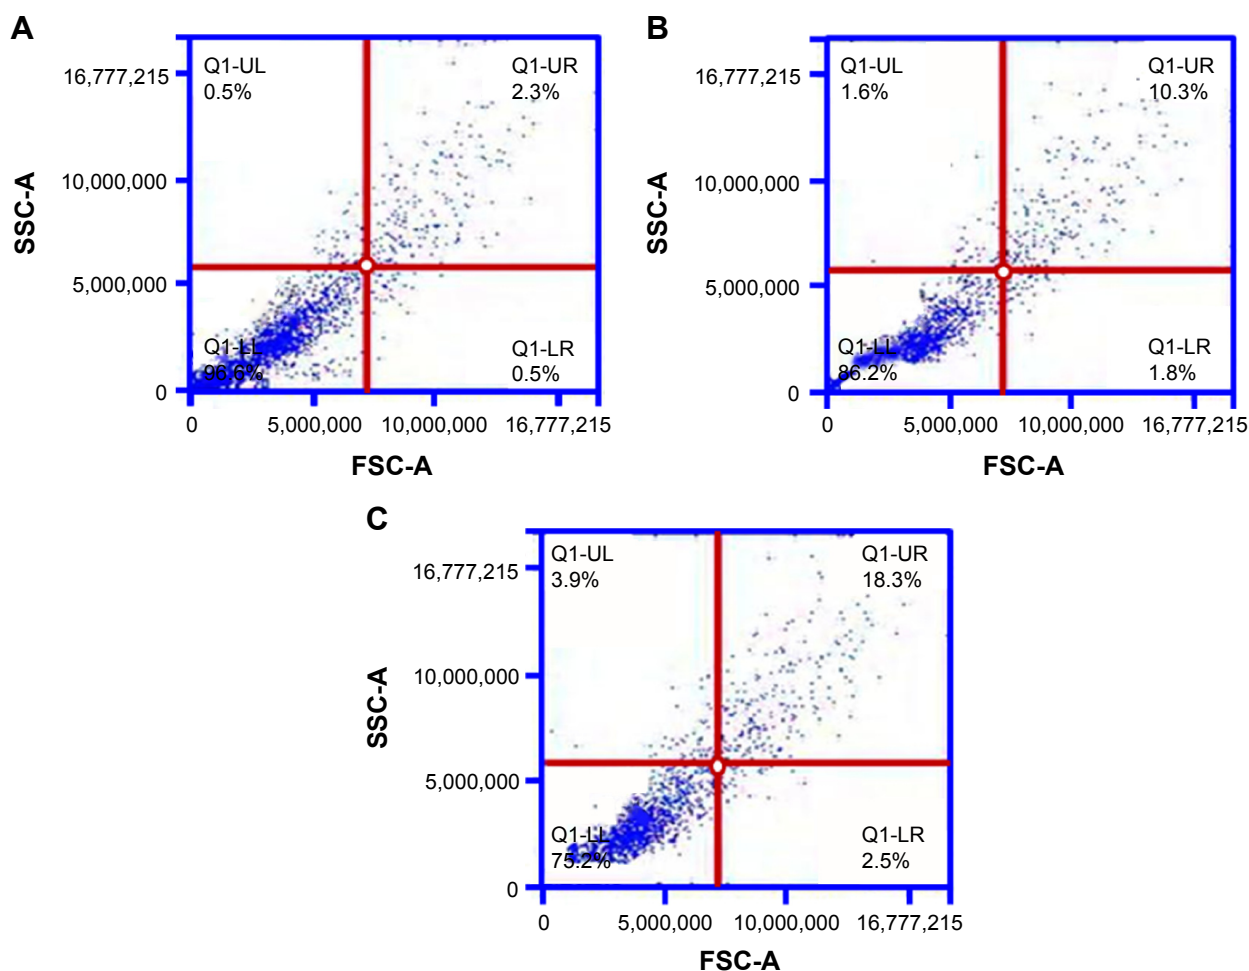 A
SSC-A
16,777,215
10,000,000
5,000,000
0
Q1-UL
0.5%
Q1-UR
2.3%
Q1-LL
96.6%
Q1-LR
0.5%
0
5,000,000
10,000,000
16,777,215
FSC-A
B
SSC-A
16,777,215
10,000,000
5,000,000
0
Q1-UL
1.6%
Q1-UR
10.3%
Q1-LL
86.2%
Q1-LR
1.8%
0
5,000,000
10,000,000
16,777,215
FSC-A
C
SSC-A
16,777,215
10,000,000
5,000,000
0
Q1-UL
3.9%
Q1-UR
18.3%
Q1-LL
75.2%
Q1-LR
2.5%
0
5,000,000
10,000,000
16,777,215
FSC-A